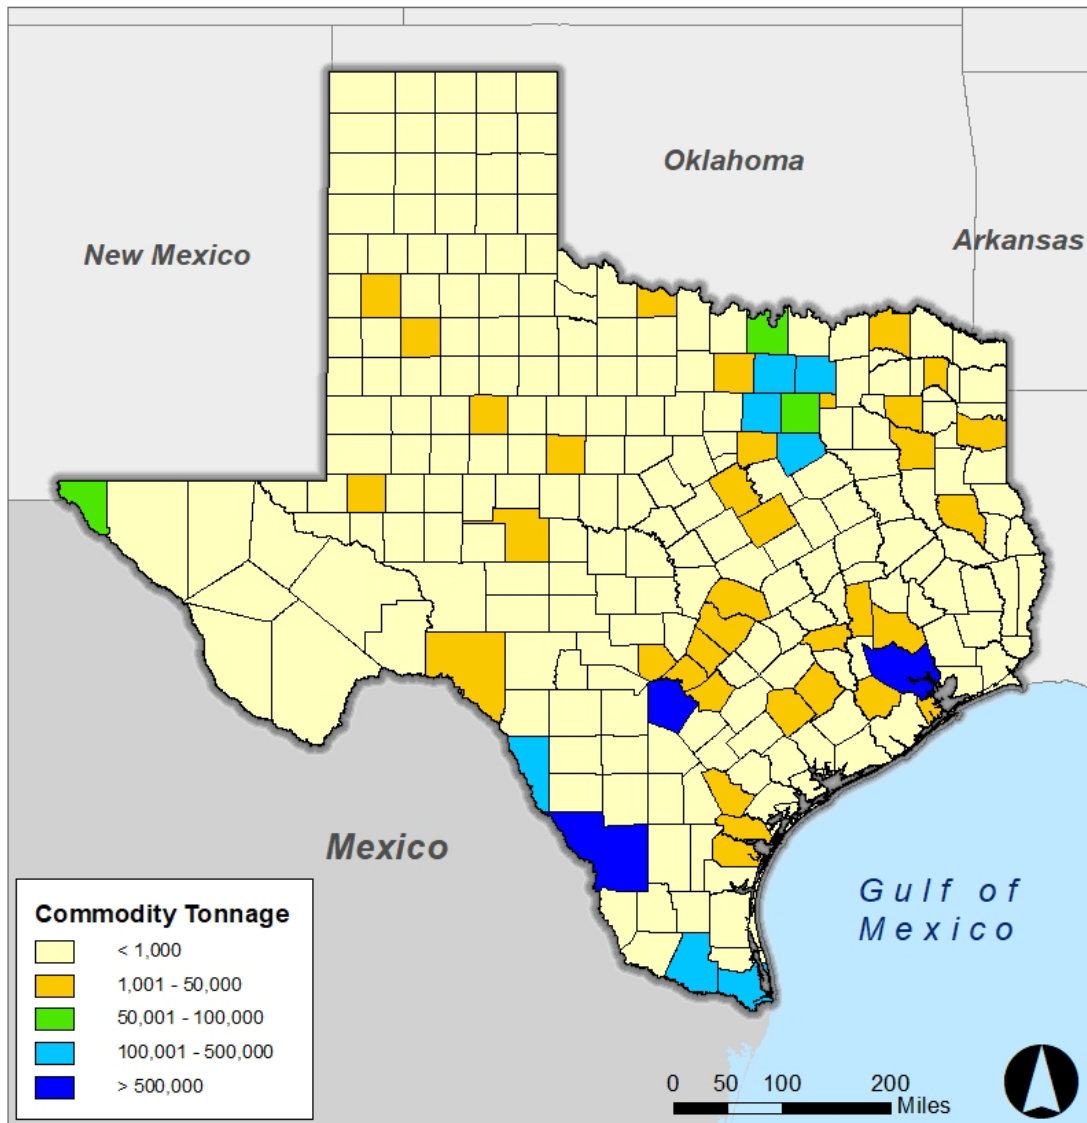 Oklahoma
New Mexico
Arkansas
Mexico
Gulf of
Mexico
Commodity Tonnage
< 1,000
1,001 - 50,000
50,001 - 100,000
100,001 - 500,000
> 500,000
0 50 100 200
Miles